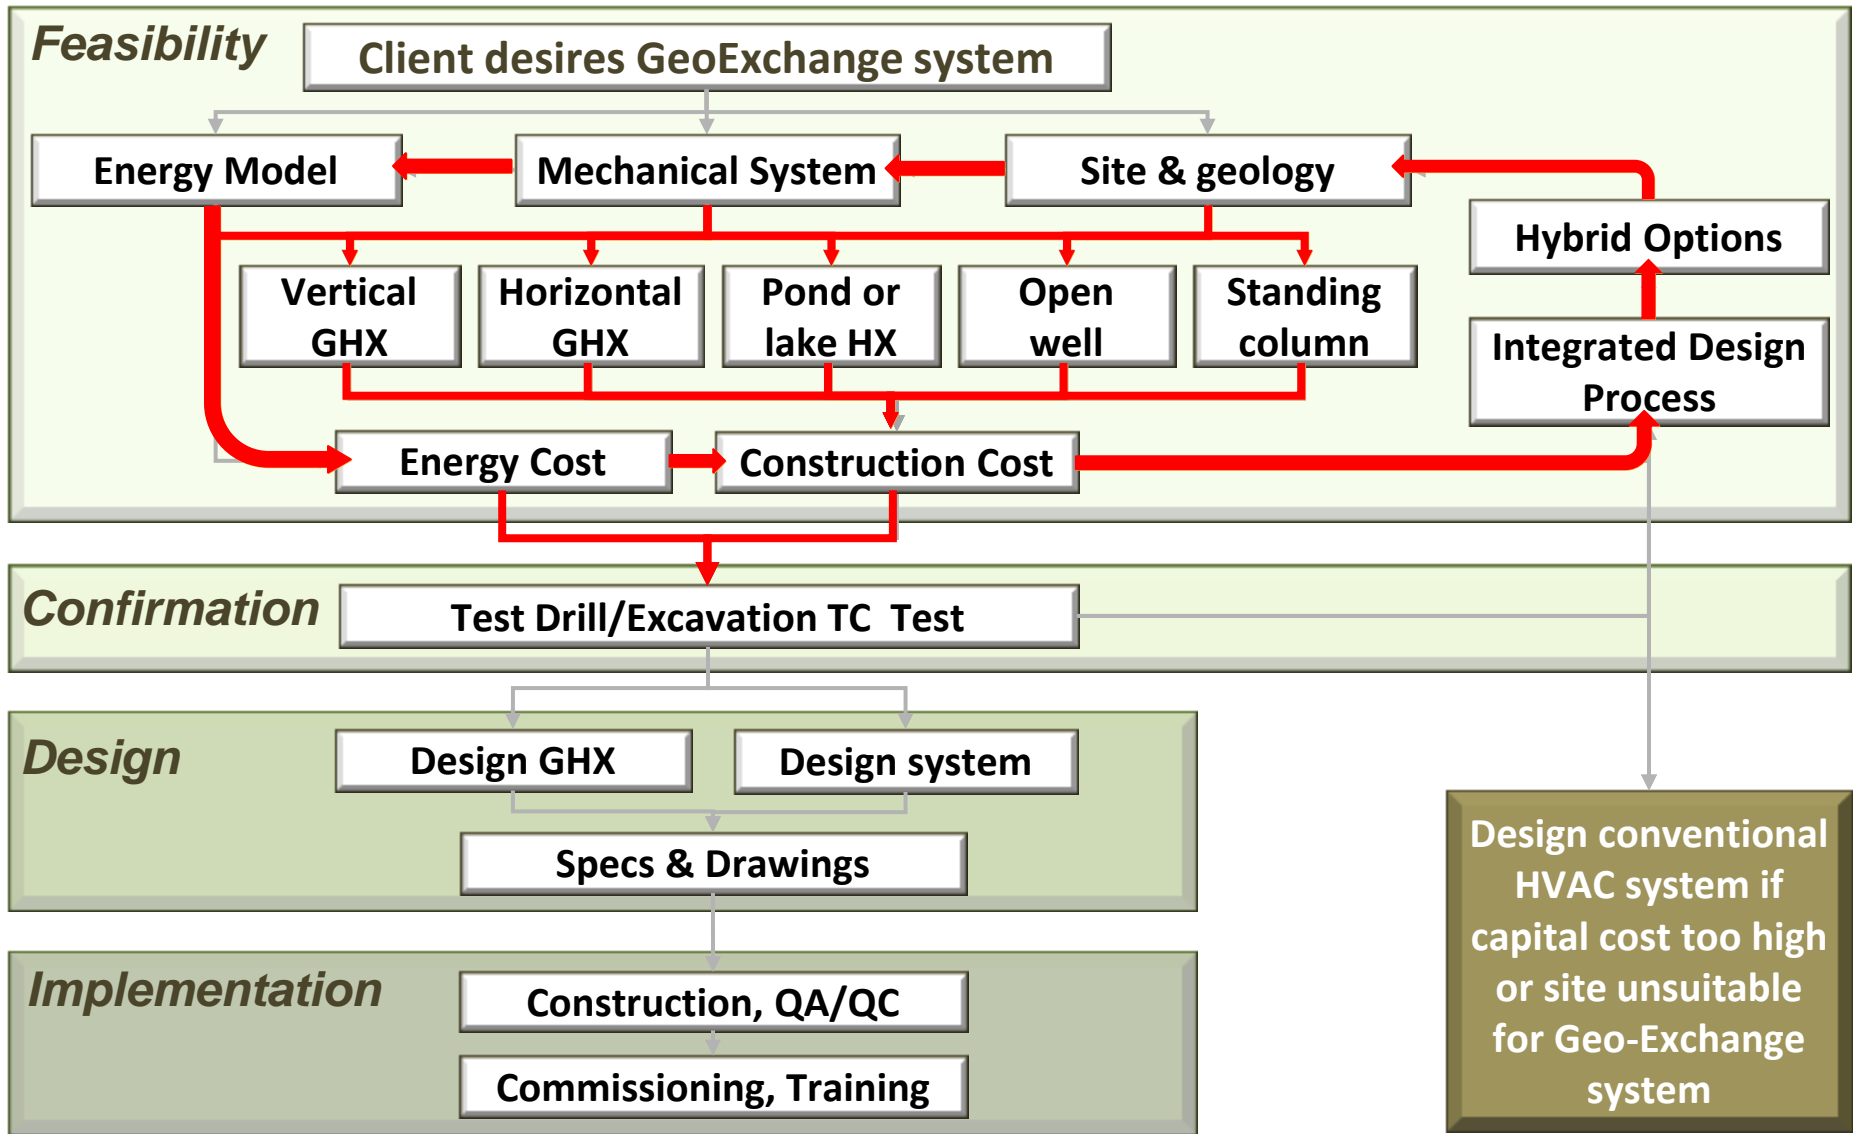 Feasibility
Client desires GeoExchange system
Energy Model
Mechanical System
Site & geology
Hybrid Options
Vertical
GHX
Horizontal
GHX
Pond or
lake HX
Open
well
Standing
column
Integrated Design
Process
Energy Cost
Construction Cost
Confirmation
Test Drill/Excavation TC  Test
Design
Design GHX
Design system
Specs & Drawings
Design conventional
HVAC system if
capital cost too high
or site unsuitable
for Geo-Exchange
system
Implementation
Construction, QA/QC
Commissioning, Training